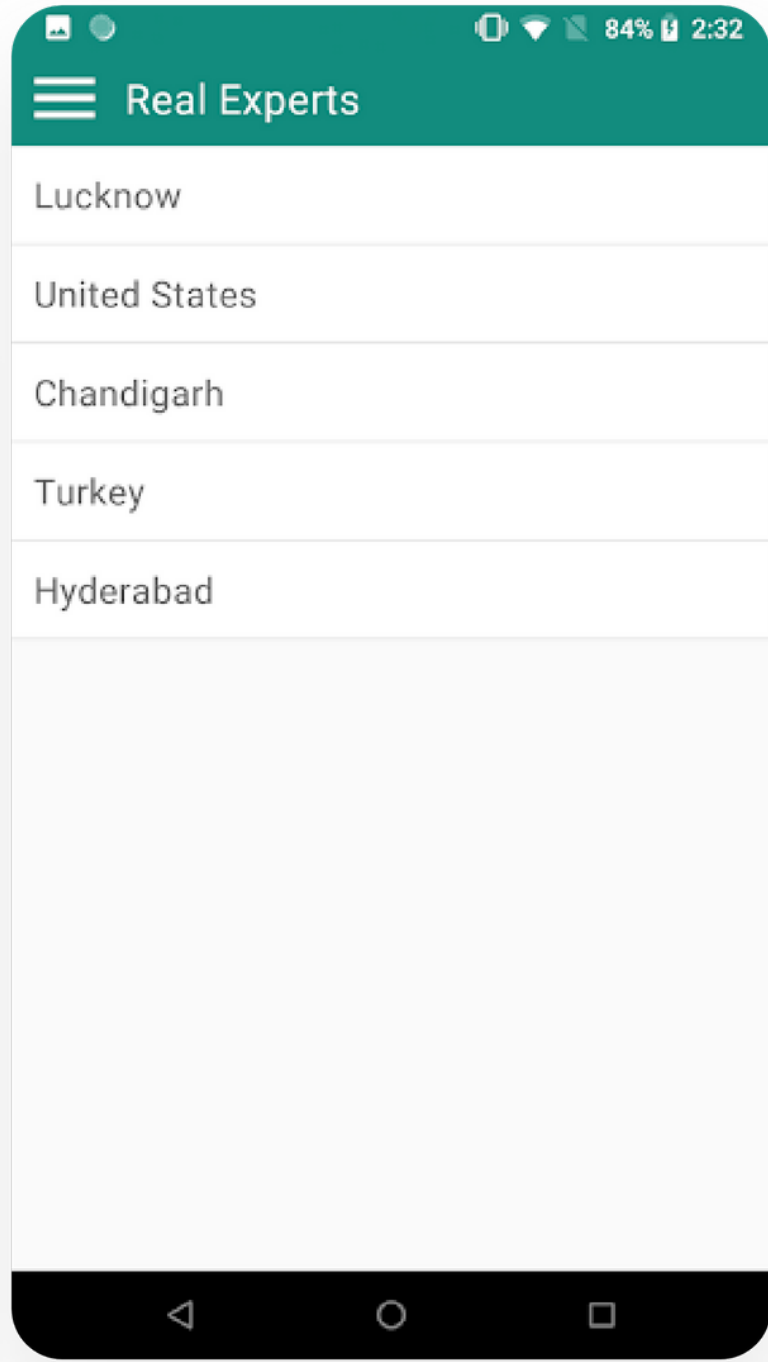 84% 2:32
Real Experts
Lucknow
United States
Chandigarh
Turkey
Hyderabad